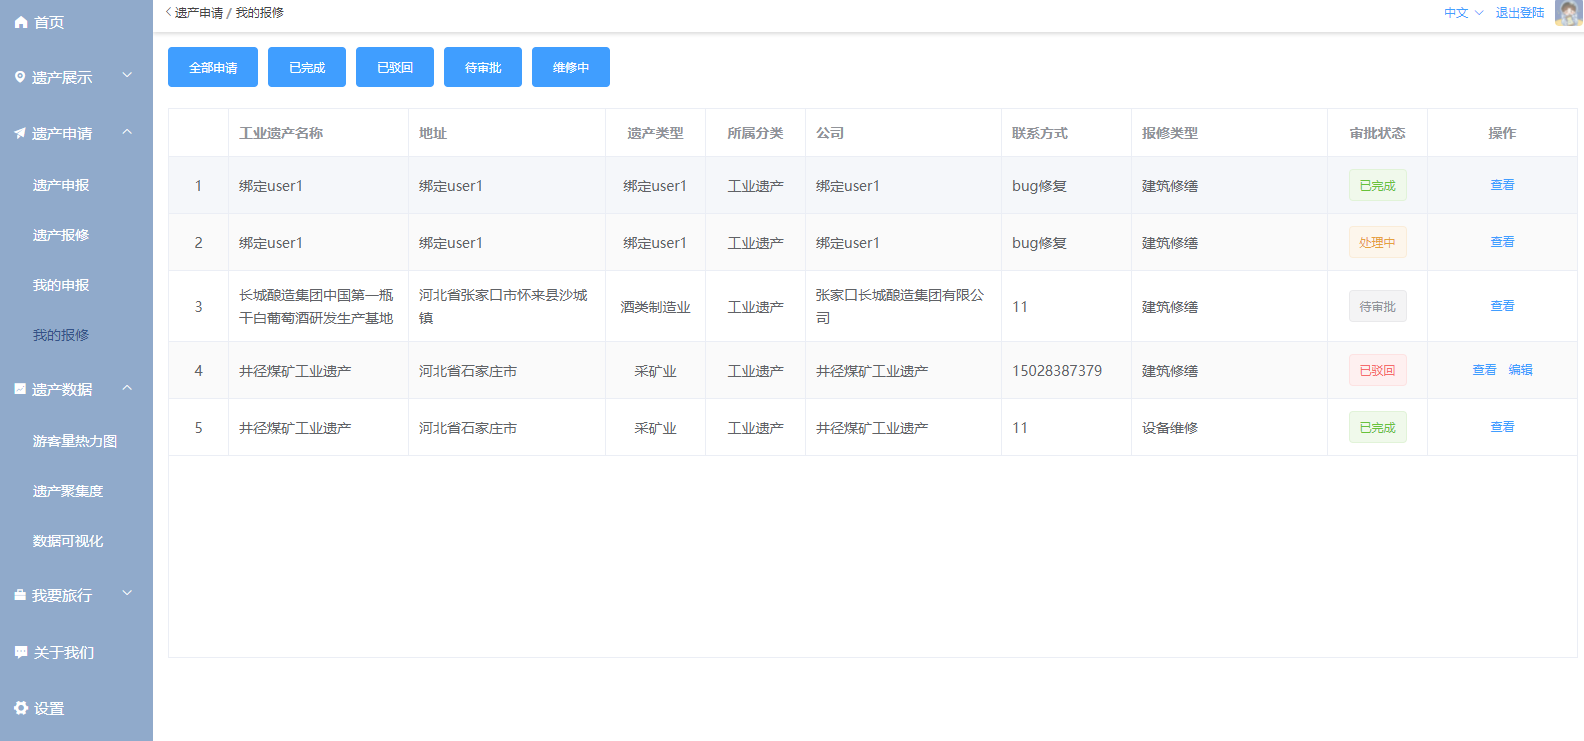 首页
遗产展示
遗产申请
遗产申报
遗产报修
我的申报
我的报修
遗产数据
游客量热力图
遗产聚集度
数据可视化
我要旅行
关于我们
设置
遗产申请 / 我的报修
中文 退出登陆
全部申请 已完成 已驳回 待审批 维修中
工业遗产名称 地址 遗产类型 所属分类 公司 联系方式 报修类型 审批状态 操作
1 绑定user1 绑定user1 绑定user1 工业遗产 绑定user1 bug修复 建筑修缮 已完成 查看
2 绑定user1 绑定user1 绑定user1 工业遗产 绑定user1 bug修复 建筑修缮 处理中 查看
长城酿造集团中国第一瓶 河北省张家口市怀来县沙城 张家口长城酿造集团有限公
3 酒类制造业 工业遗产 11 建筑修缮 待审批 查看
干白葡萄酒研发生产基地 镇 司
4 井径煤矿工业遗产 河北省石家庄市 采矿业 工业遗产 井径煤矿工业遗产 15028387379 建筑修缮 已驳回 查看 编辑
5 井径煤矿工业遗产 河北省石家庄市 采矿业 工业遗产 井径煤矿工业遗产 11 设备维修 已完成 查看